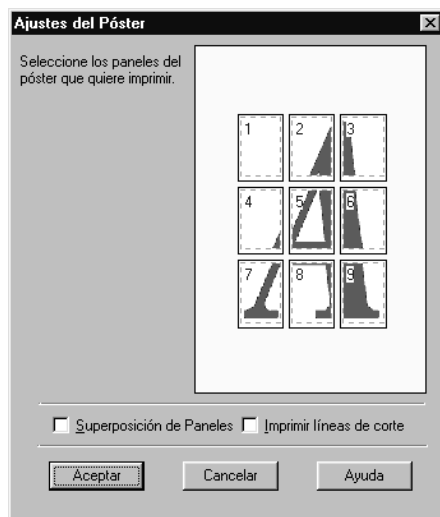 Ajustes del Póster
Seleccione los paneles del
póster que quiere imprimir.
1 2 3
4 5 6
7 8 9
Superposición de Paneles Imprimir líneas de corte
Aceptar Cancelar Ayuda